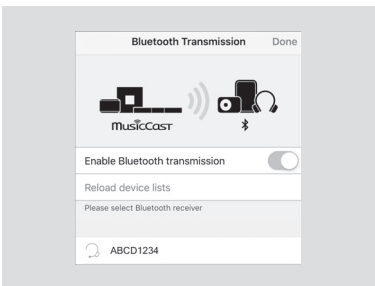 Bluetooth Transmission Done
MusicCast
Enable Bluetooth transmission
Reload device lists
Please select Bluetooth receiver
ABCD1234